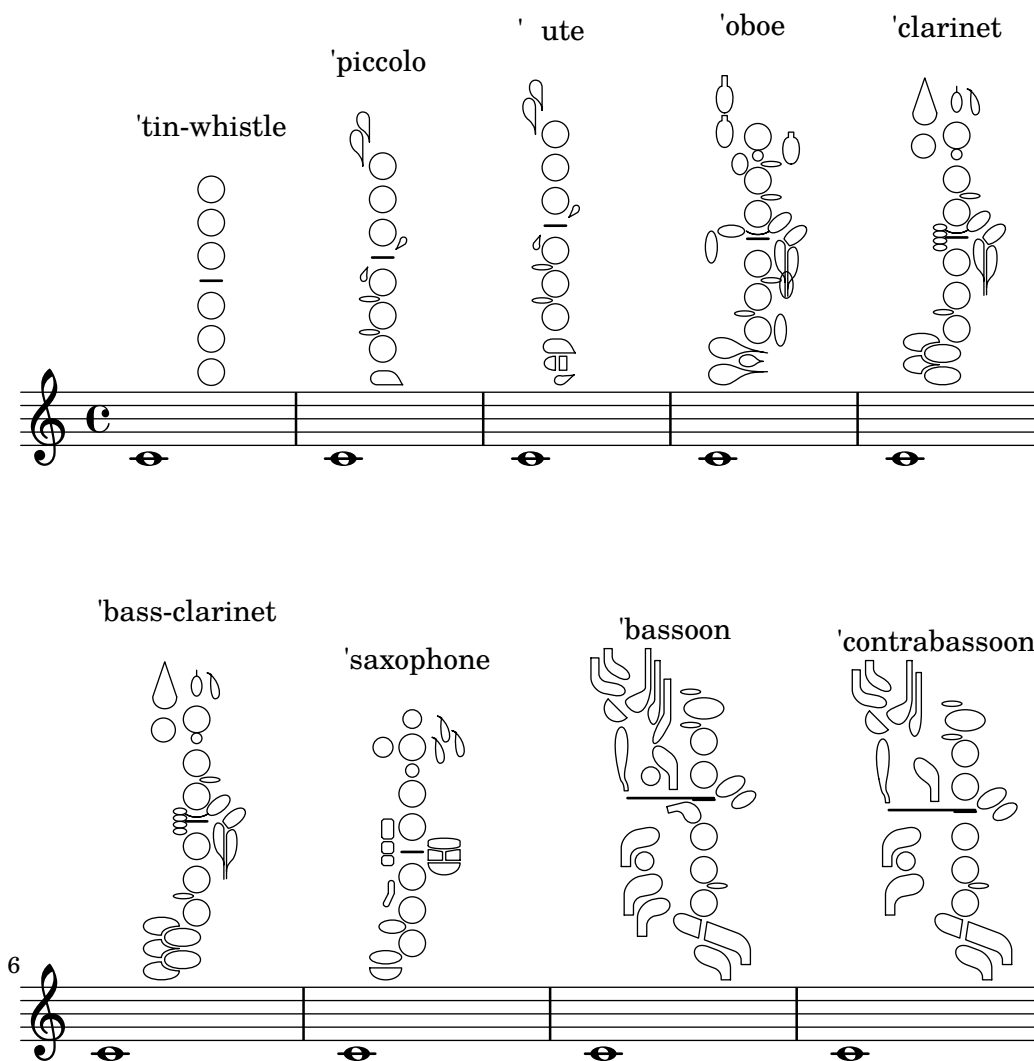 'tin-whistle 'piccolo ' ute 'oboe 'clarinet
'bass-clarinet 'saxophone 'bassoon 'contrabassoon
6